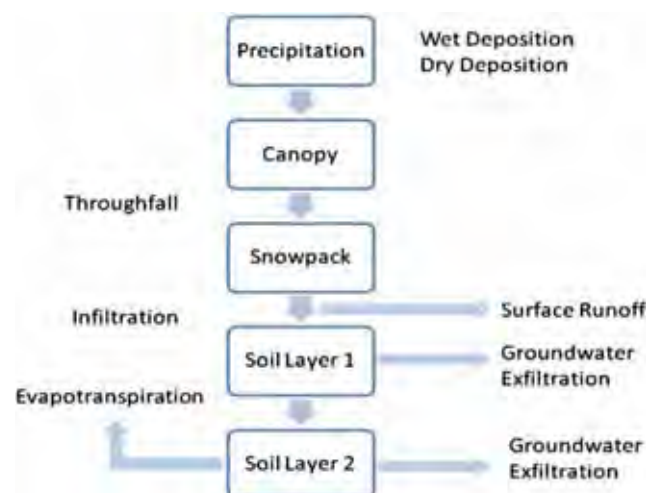 Precipitation
Wet Deposition
Dry Deposition
Canopy
Throughfall
Snowpack
Infiltration
Surface Runoff
Soil Layer 1
Groundwater
Exfiltration
Evapotranspiration
Soil Layer 2
Groundwater
Exfiltration